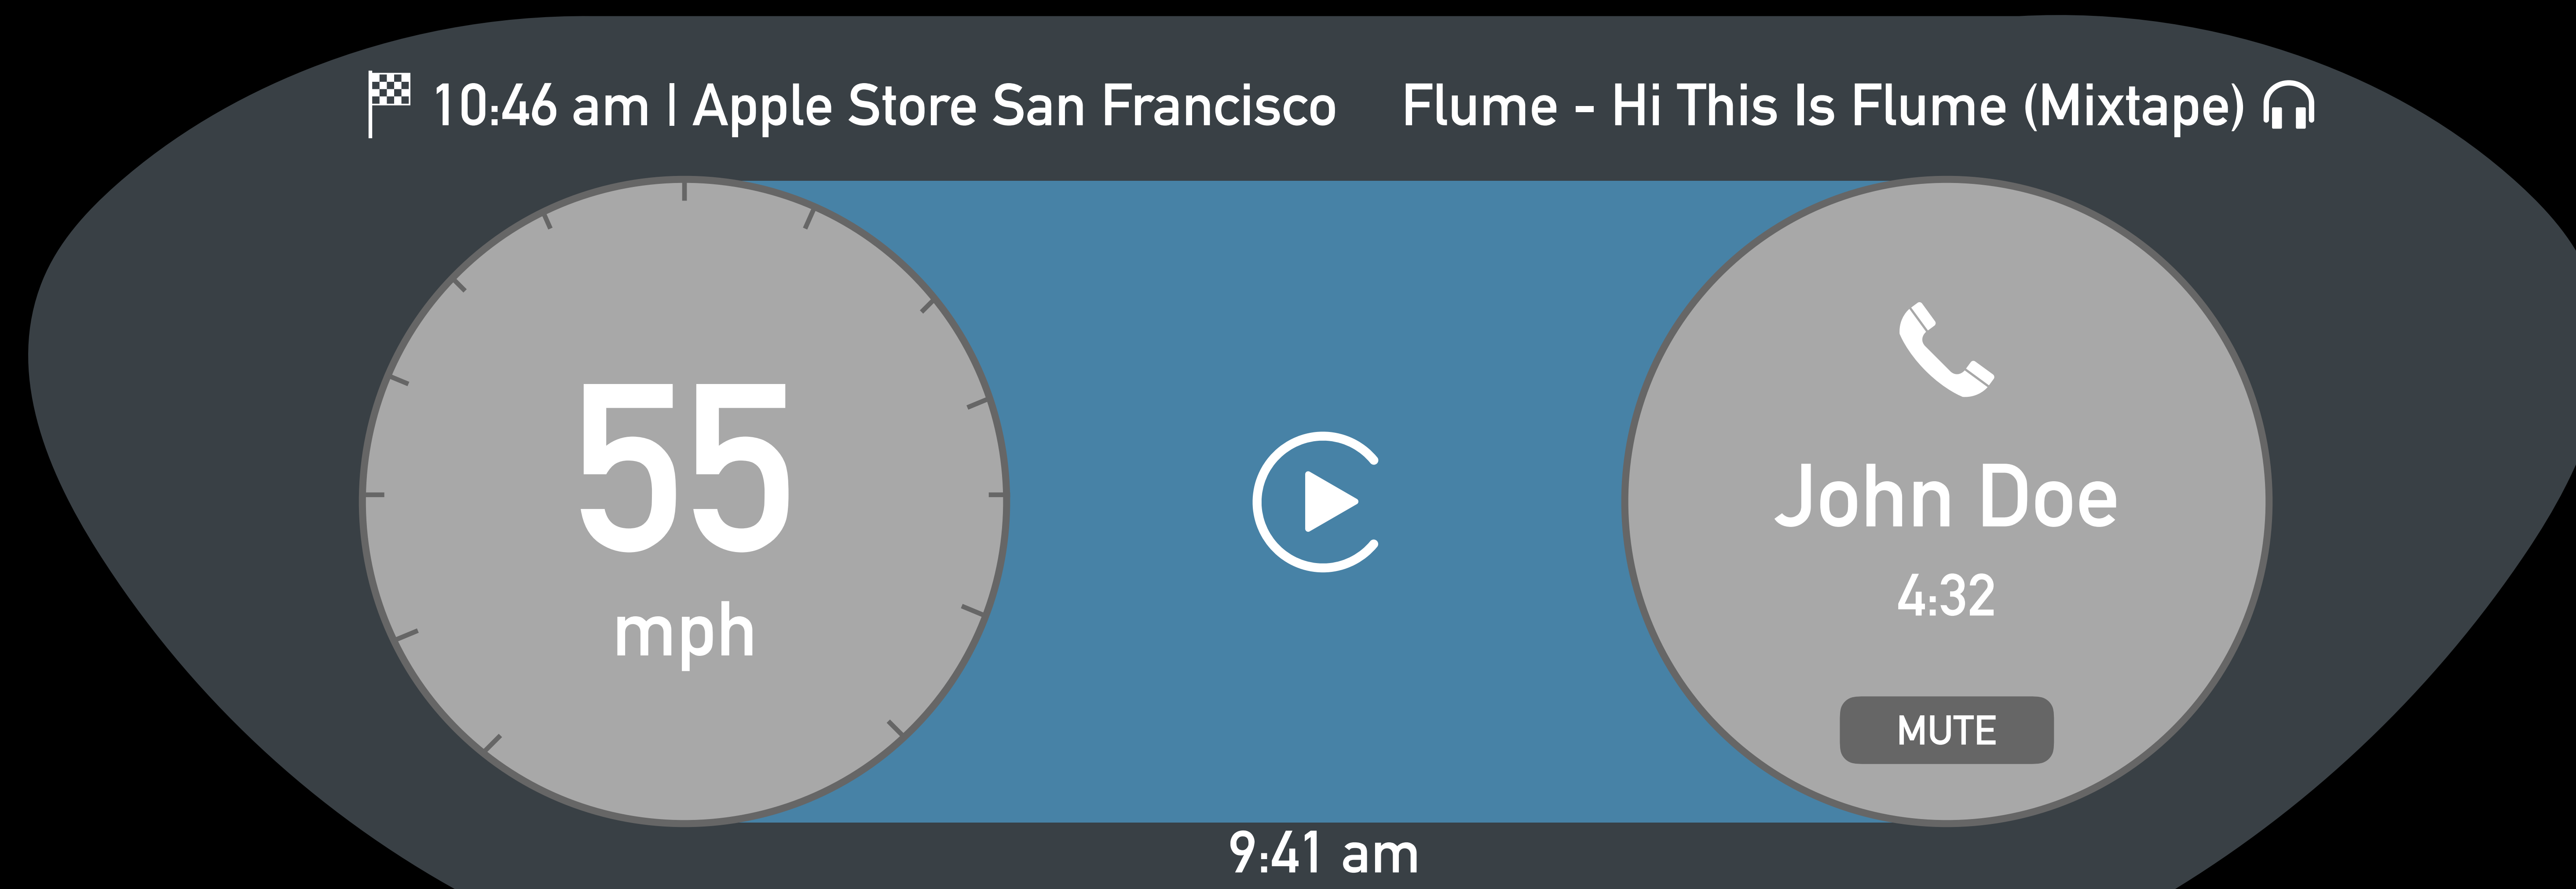 10:46 am | Apple Store San Francisco
Flume - Hi This Is Flume (Mixtape)
55
mph
John Doe
4:32
MUTE
9:41 am